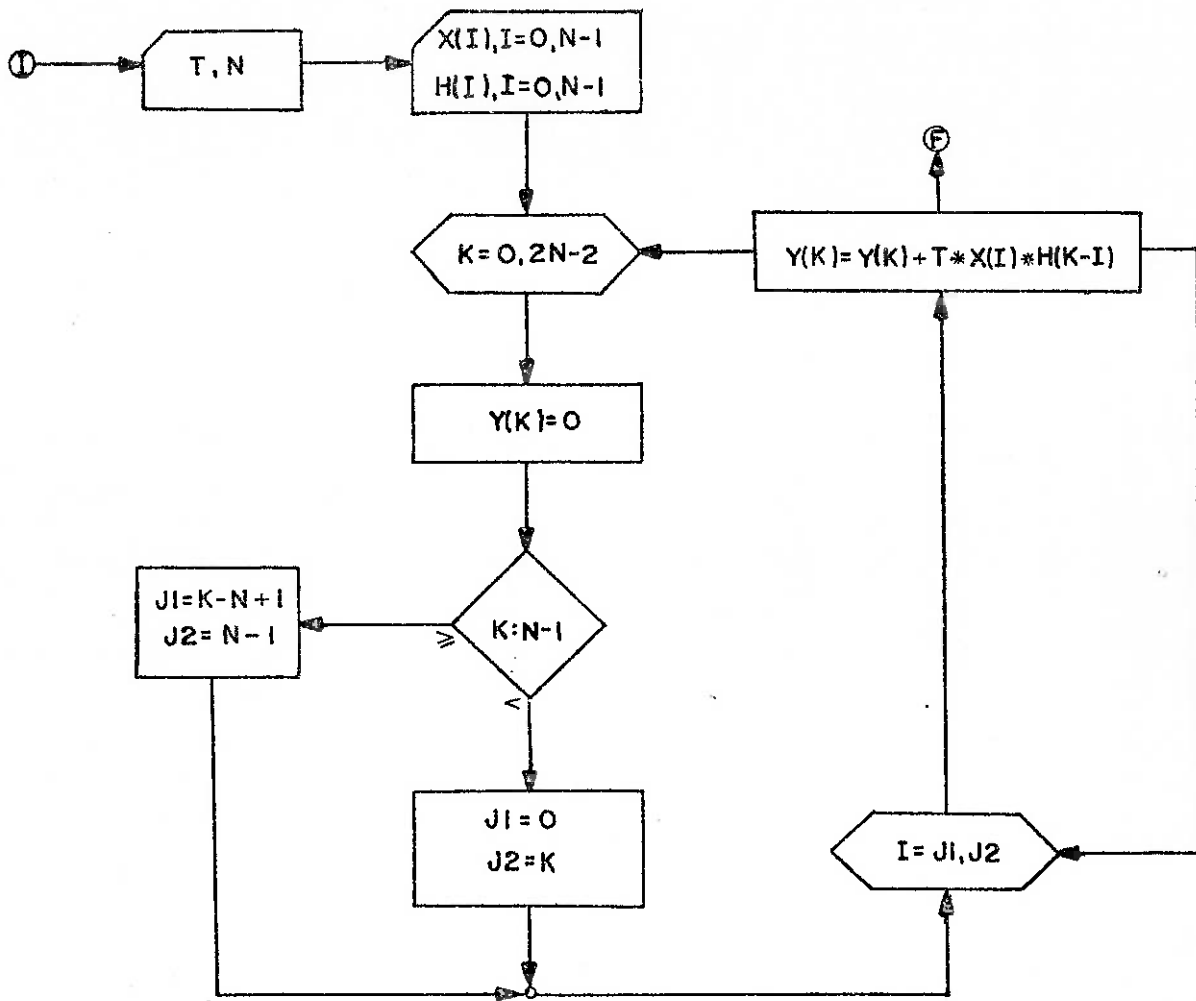 I
T, N
X(I), I=0, N-1
H(I), I=0, N-1
F
K=0, 2N-2
Y(K)=Y(K)+T*X(I)*H(K-I)
Y(K)=0
J1=K-N+1
J2=N-1
≥
K:N-1
<
J1=0
J2=K
I=J1, J2